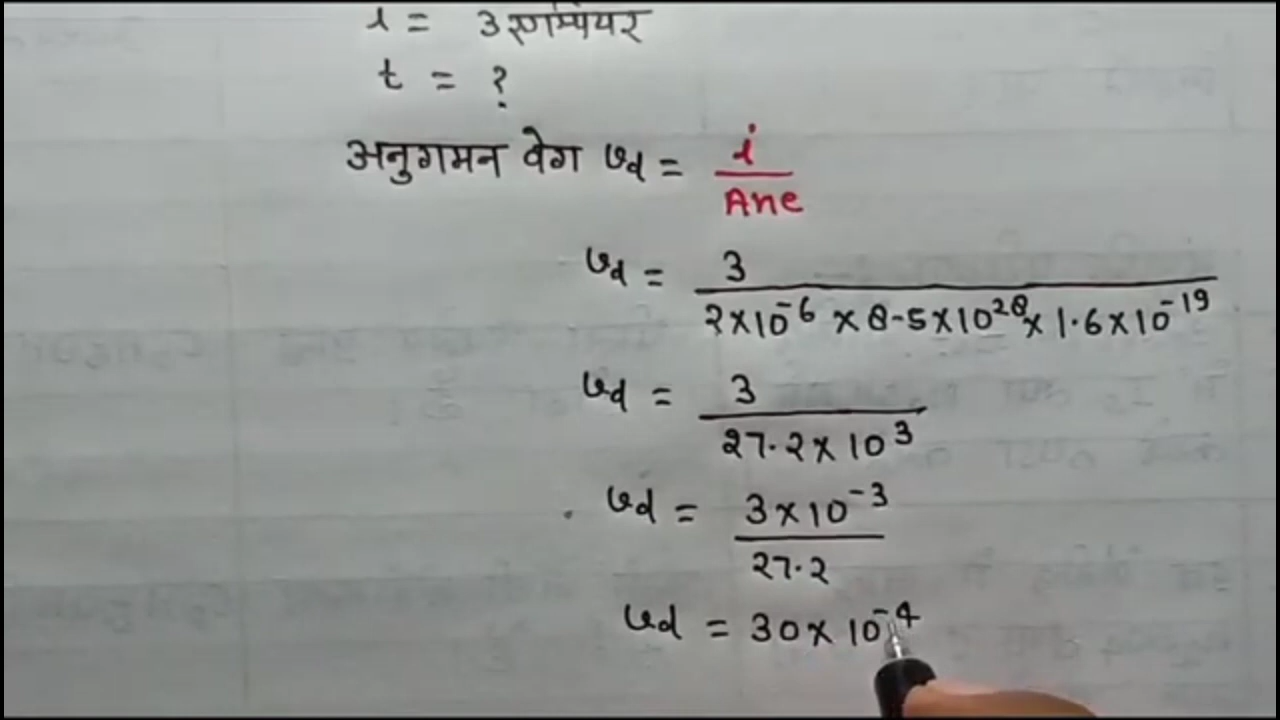 i = 3 एम्पियर
t = ?
अनुगमन वेग vd = i / Ane
vd = 3 / 2×10⁻⁶ × 8.5×10²⁸ × 1.6×10⁻¹⁹
vd = 3 / 27.2×10³
vd = 3×10⁻³ / 27.2
vd = 30×10⁻⁴